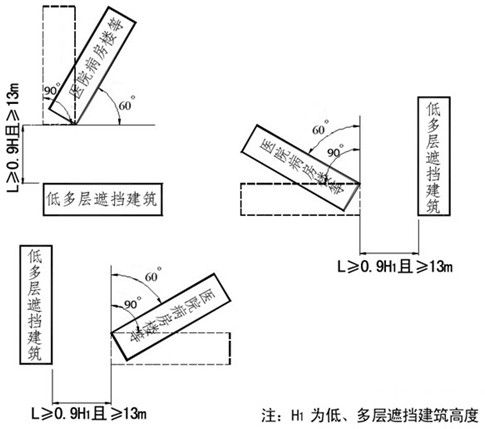 医院病房楼等
90°
60°
L≥0.9H且≥13m
低多层遮挡建筑
60°
90°
医院病房楼等
低多层遮挡建筑
L≥0.9H₁且≥13m
低多层遮挡建筑
60°
90°
医院病房楼等
L≥0.9H₁且≥13m
注：H₁ 为低、多层遮挡建筑高度